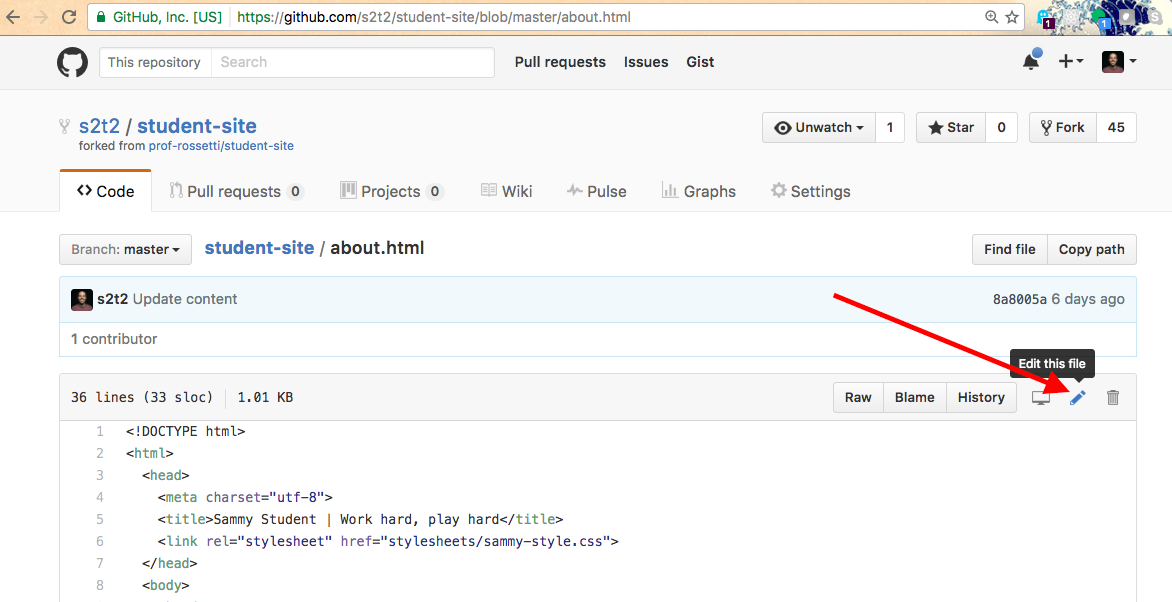 GitHub, Inc. [US] https://github.com/s2t2/student-site/blob/master/about.html
1
1
This repository Search Pull requests Issues Gist
s2t2 / student-site
forked from prof-rossetti/student-site
Unwatch 1 Star 0 Fork 45
Code Pull requests 0 Projects 0 Wiki Pulse Graphs Settings
Branch: master student-site / about.html Find file Copy path
s2t2 Update content 8a8005a 6 days ago
1 contributor
Edit this file
36 lines (33 sloc) 1.01 KB Raw Blame History
1 <!DOCTYPE html>
2 <html>
3 <head>
4 <meta charset="utf-8">
5 <title>Sammy Student | Work hard, play hard</title>
6 <link rel="stylesheet" href="stylesheets/sammy-style.css">
7 </head>
8 <body>